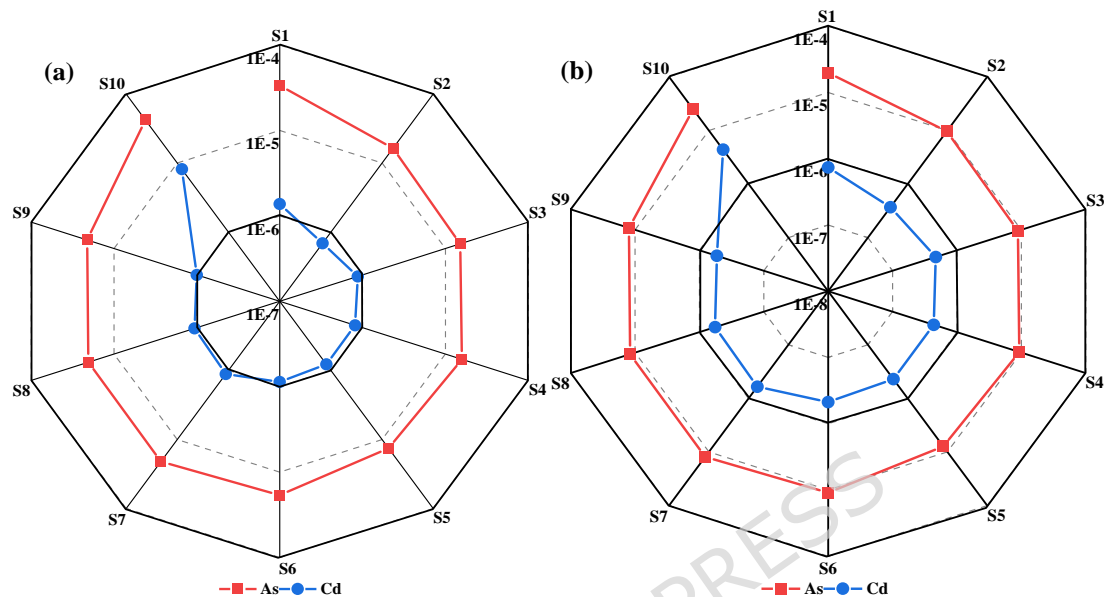 (a)
S1
S2
S3
S4
S5
S6
S7
S8
S9
S10
1E-4
1E-5
1E-6
1E-7
As
Cd
(b)
S1
S2
S3
S4
S5
S6
S7
S8
S9
S10
1E-4
1E-5
1E-6
1E-7
1E-8
As
Cd
PRESS